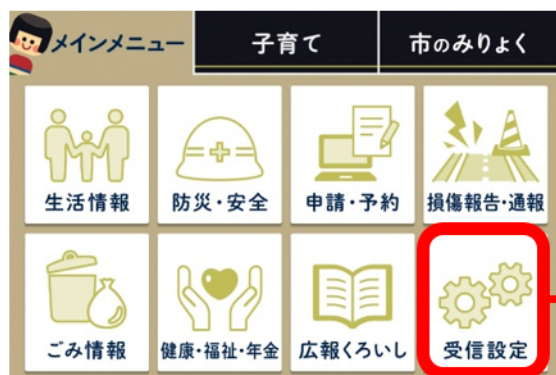 メインメニュー
子育て
市のみりょく
生活情報
防災・安全
申請・予約
損傷報告・通報
ごみ情報
健康・福祉・年金
広報くろいし
受信設定